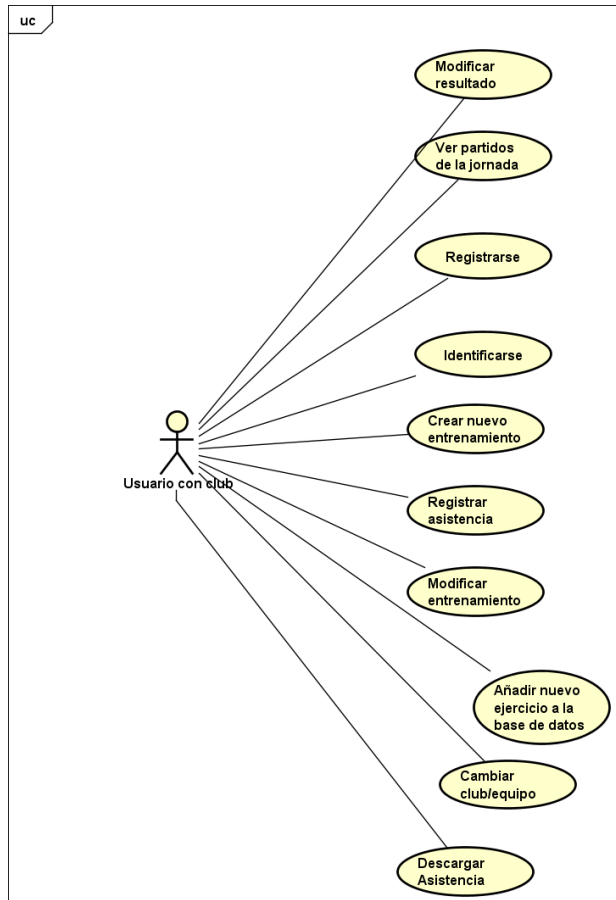 uc
Modificar
resultado
Ver partidos
de la jornada
Registrarse
Identificarse
Crear nuevo
entrenamiento
Usuario con club
Registrar
asistencia
Modificar
entrenamiento
Añadir nuevo
ejercicio a la
base de datos
Cambiar
club/equipo
Descargar
Asistencia